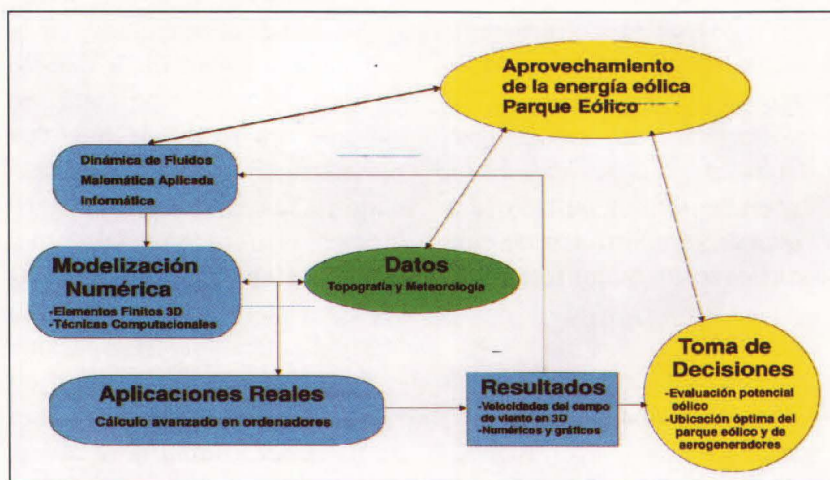 Aprovechamiento
de la energía eólica
Parque Eólico
Dinámica de Fluidos
Matemática Aplicada
Informática
Modelización
Numérica
-Elementos Finitos 3D
-Técnicas Computacionales
Datos
Topografía y Meteorología
Aplicaciones Reales
Cálculo avanzado en ordenadores
Resultados
-Velocidades del campo
de viento en 3D
-Numéricos y gráficos
Toma de
Decisiones
-Evaluación potencial
eólico
-Ubicación óptima del
parque eólico y de
aerogeneradores